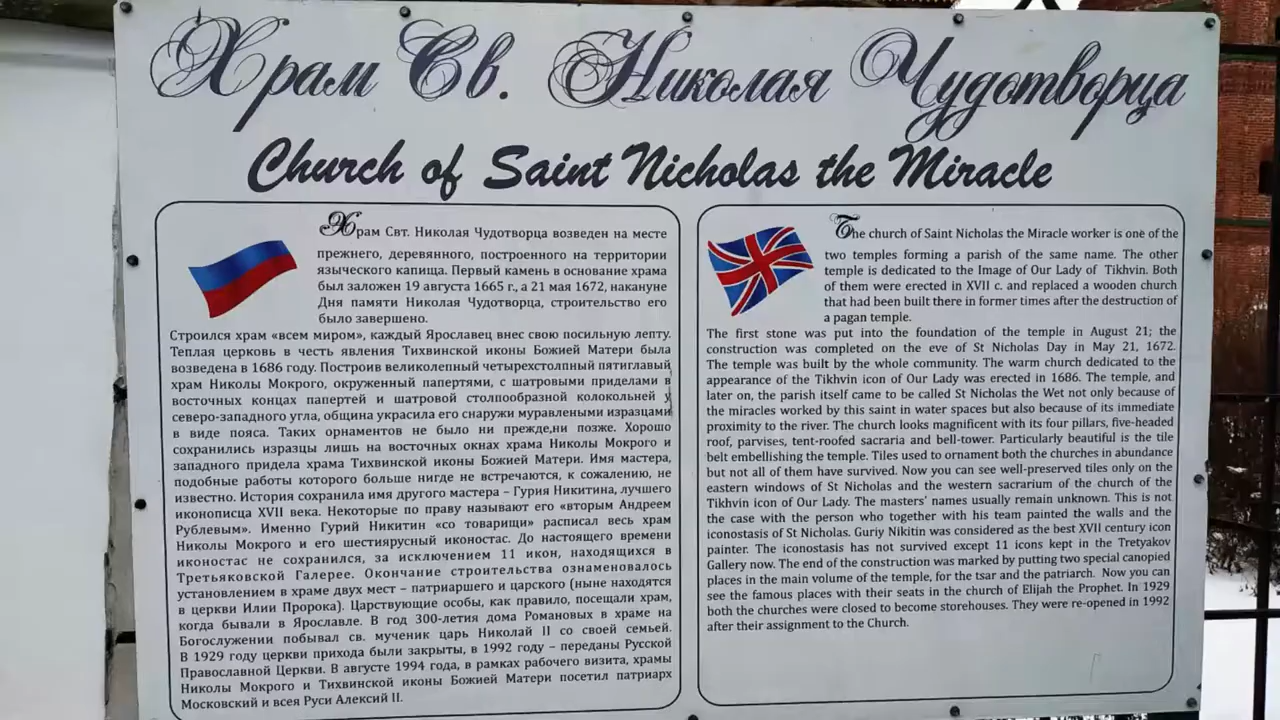 Храм Св. Николая Чудотворца
Church of Saint Nicholas the Miracle
Храм Свт. Николая Чудотворца возведен на месте
прежнего, деревянного, построенного на территории
языческого капища. Первый камень в основание храма
был заложен 19 августа 1665 г., а 21 мая 1672, накануне
Дня памяти Николая Чудотворца, строительство его
было завершено.
Строился храм «всем миром», каждый Ярославец внес свою посильную лепту.
Теплая церковь в честь явления Тихвинской иконы Божией Матери была
возведена в 1686 году. Построив великолепный четырехстолпный пятиглавый
храм Николы Мокрого, окруженный папертями, с шатровыми приделами в
восточных концах папертей и шатровой столпообразной колокольней у
северо-западного угла, община украсила его снаружи муравлеными изразцами
в виде пояса. Таких орнаментов не было ни прежде,ни позже. Хорошо
сохранились изразцы лишь на восточных окнах храма Николы Мокрого и
западного придела храма Тихвинской иконы Божией Матери. Имя мастера,
подобные работы которого больше нигде не встречаются, к сожалению, не
известно. История сохранила имя другого мастера – Гурия Никитина, лучшего
иконописца XVII века. Некоторые по праву называют его «вторым Андреем
Рублевым». Именно Гурий Никитин «со товарищи» расписал весь храм
Николы Мокрого и его шестиярусный иконостас. До настоящего времени
иконостас не сохранился, за исключением 11 икон, находящихся в
Третьяковской Галерее. Окончание строительства ознаменовалось
установлением в храме двух мест – патриаршего и царского (ныне находятся
в церкви Илии Пророка). Царствующие особы, как правило, посещали храм,
когда бывали в Ярославле. В год 300-летия дома Романовых в храме на
Богослужении побывал св. мученик царь Николай II со своей семьей.
В 1929 году церкви прихода были закрыты, в 1992 году – переданы Русской
Православной Церкви. В августе 1994 года, в рамках рабочего визита, храмы
Николы Мокрого и Тихвинской иконы Божией Матери посетил патриарх
Московский и всея Руси Алексий II.
The church of Saint Nicholas the Miracle worker is one of the
two temples forming a parish of the same name. The other
temple is dedicated to the Image of Our Lady of Tikhvin. Both
of them were erected in XVII c. and replaced a wooden church
that had been built there in former times after the destruction of
a pagan temple.
The first stone was put into the foundation of the temple in August 21; the
construction was completed on the eve of St Nicholas Day in May 21, 1672.
The temple was built by the whole community. The warm church dedicated to the
appearance of the Tikhvin icon of Our Lady was erected in 1686. The temple, and
later on, the parish itself came to be called St Nicholas the Wet not only because of
the miracles worked by this saint in water spaces but also because of its immediate
proximity to the river. The church looks magnificent with its four pillars, five-headed
roof, parvises, tent-roofed sacraria and bell-tower. Particularly beautiful is the tile
belt embellishing the temple. Tiles used to ornament both the churches in abundance
but not all of them have survived. Now you can see well-preserved tiles only on the
eastern windows of St Nicholas and the western sacrarium of the church of the
Tikhvin icon of Our Lady. The masters' names usually remain unknown. This is not
the case with the person who together with his team painted the walls and the
iconostasis of St Nicholas. Guriy Nikitin was considered as the best XVII century icon
painter. The iconostasis has not survived except 11 icons kept in the Tretyakov
Gallery now. The end of the construction was marked by putting two special canopied
places in the main volume of the temple, for the tsar and the patriarch. Now you can
see the famous places with their seats in the church of Elijah the Prophet. In 1929
both the churches were closed to become storehouses. They were re-opened in 1992
after their assignment to the Church.